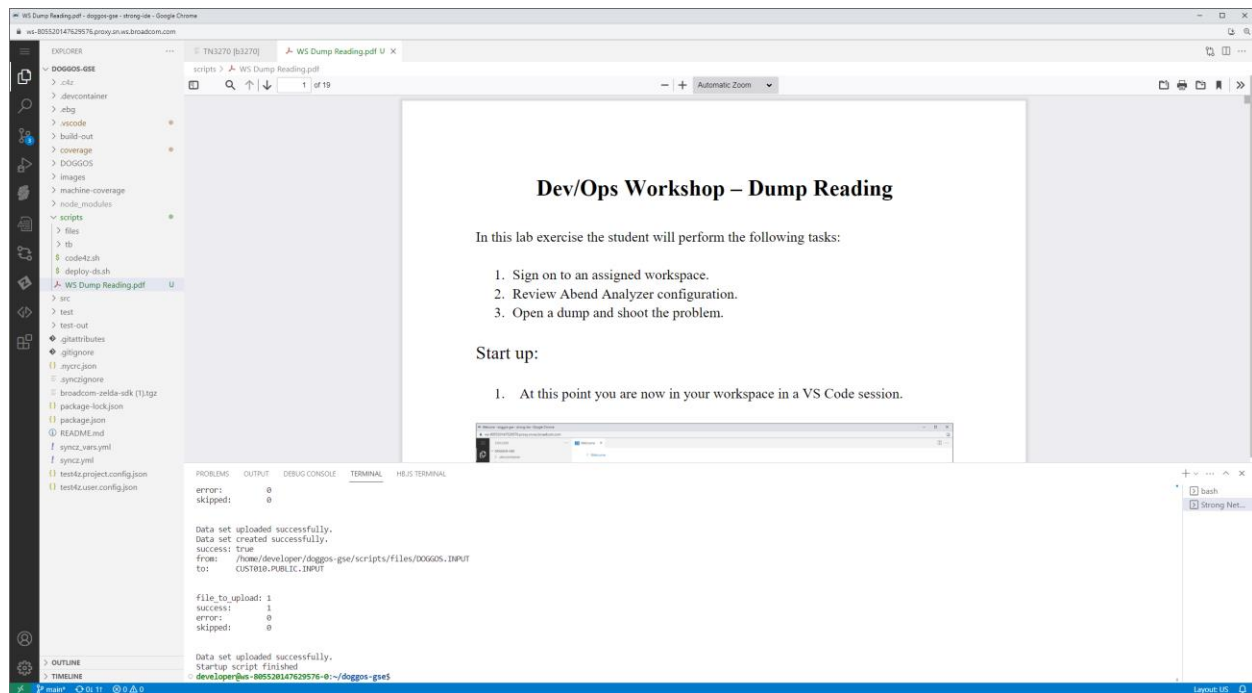 WS Dump Reading.pdf - doggos-gse - strong-ide - Google Chrome
ws-805520147629576.proxy.sn.ws.broadcom.com
EXPLORER
TN3270 [b3270]
WS Dump Reading.pdf U
DOGGOS-GSE
scripts > WS Dump Reading.pdf
1 of 19
Automatic Zoom
> .c4z
> .devcontainer
> .ebg
> .vscode
> build-out
> coverage
> DOGGOS
> images
> machine-coverage
> node_modules
scripts
> files
> tb
$ code4z.sh
$ deploy-ds.sh
WS Dump Reading.pdf U
> src
> test
> test-out
.gitattributes
.gitignore
{} .nycrc.json
.synczignore
broadcom-zelda-sdk (1).tgz
{} package-lock.json
{} package.json
README.md
! syncz_vars.yml
! syncz.yml
{} test4z.project.config.json
{} test4z.user.config.json
> OUTLINE
> TIMELINE
Dev/Ops Workshop – Dump Reading
In this lab exercise the student will perform the following tasks:
1. Sign on to an assigned workspace.
2. Review Abend Analyzer configuration.
3. Open a dump and shoot the problem.
Start up:
1. At this point you are now in your workspace in a VS Code session.
PROBLEMS OUTPUT DEBUG CONSOLE TERMINAL HBJS TERMINAL
error: 0
skipped: 0
Data set uploaded successfully.
Data set created successfully.
success: true
from: /home/developer/doggos-gse/scripts/files/DOGGOS.INPUT
to: CUST010.PUBLIC.INPUT
file_to_upload: 1
success: 1
error: 0
skipped: 0
Data set uploaded successfully.
Startup script finished
developer@ws-805520147629576-0:~/doggos-gse$
bash
Strong Net...
main* 0↓ 1↑ 0 0 0
Layout: US